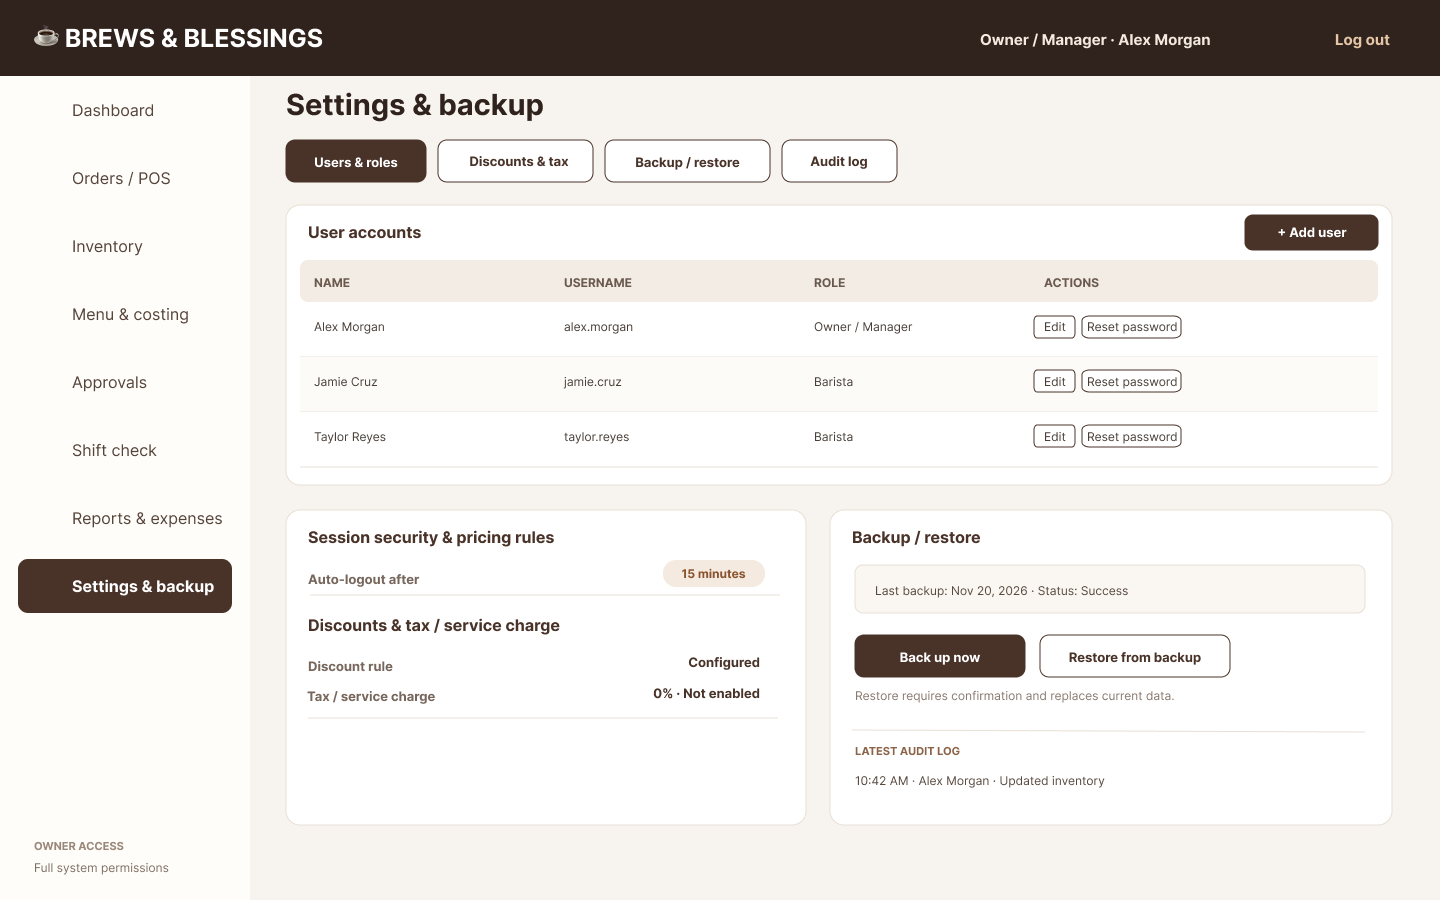 BREWS & BLESSINGS
Owner / Manager · Alex Morgan
Log out
Dashboard
Orders / POS
Inventory
Menu & costing
Approvals
Shift check
Reports & expenses
Settings & backup
OWNER ACCESS
Full system permissions
Settings & backup
Users & roles
Discounts & tax
Backup / restore
Audit log
User accounts
+ Add user
NAME USERNAME ROLE ACTIONS
Alex Morgan alex.morgan Owner / Manager Edit Reset password
Jamie Cruz jamie.cruz Barista Edit Reset password
Taylor Reyes taylor.reyes Barista Edit Reset password
Session security & pricing rules
Auto-logout after 15 minutes
Discounts & tax / service charge
Discount rule Configured
Tax / service charge 0% · Not enabled
Backup / restore
Last backup: Nov 20, 2026 · Status: Success
Back up now
Restore from backup
Restore requires confirmation and replaces current data.
LATEST AUDIT LOG
10:42 AM · Alex Morgan · Updated inventory